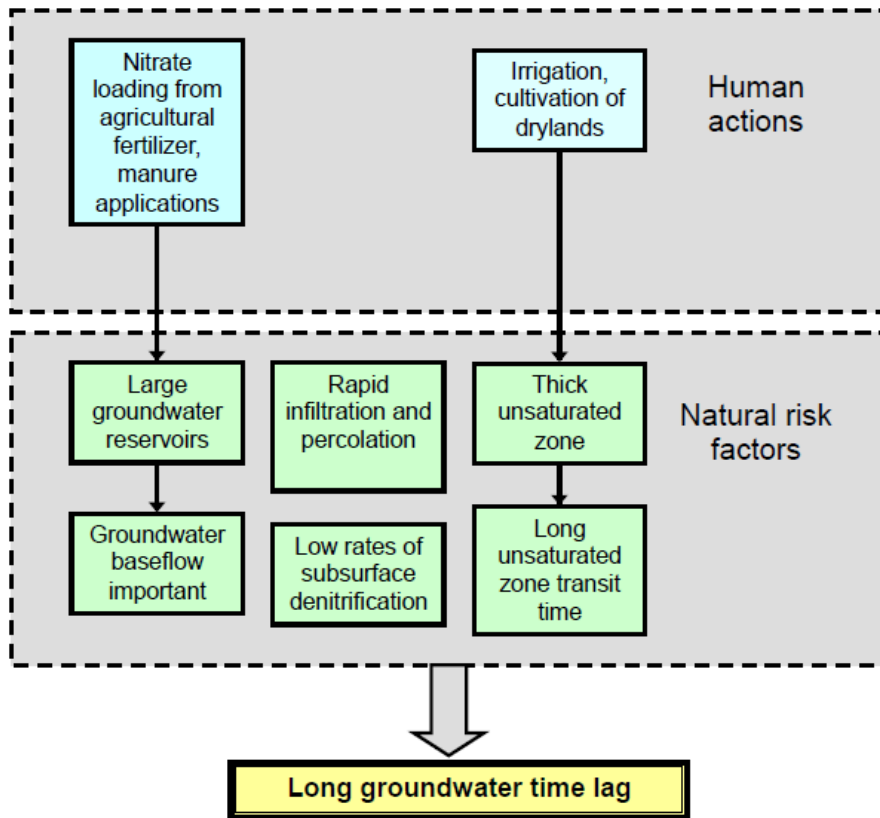 Nitrate
loading from
agricultural
fertilizer,
manure
applications
Irrigation,
cultivation of
drylands
Human
actions
Large
groundwater
reservoirs
Rapid
infiltration and
percolation
Thick
unsaturated
zone
Natural risk
factors
Groundwater
baseflow
important
Low rates of
subsurface
denitrification
Long
unsaturated
zone transit
time
Long groundwater time lag